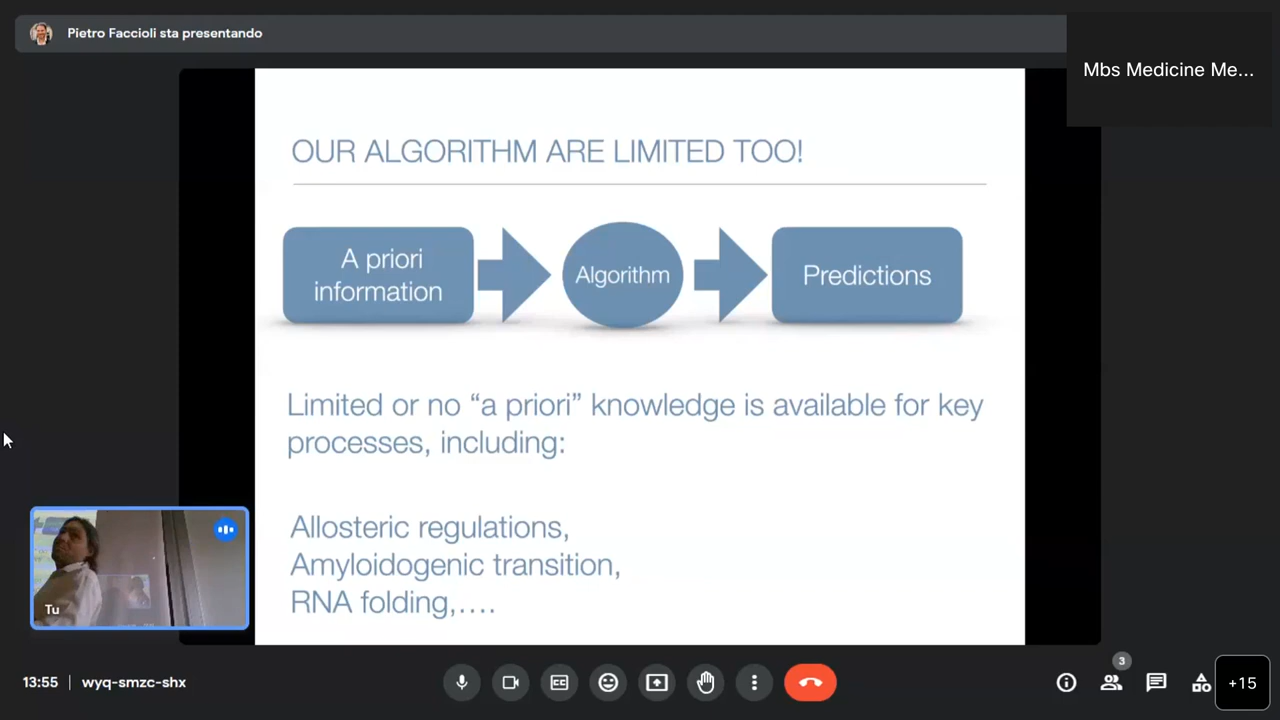 Pietro Faccioli sta presentando
Mbs Medicine Me...
OUR ALGORITHM ARE LIMITED TOO!
A priori
information
Algorithm
Predictions
Limited or no “a priori” knowledge is available for key
processes, including:
Allosteric regulations,
Amyloidogenic transition,
RNA folding,....
Tu
13:55 | wyq-smzc-shx
3
+15